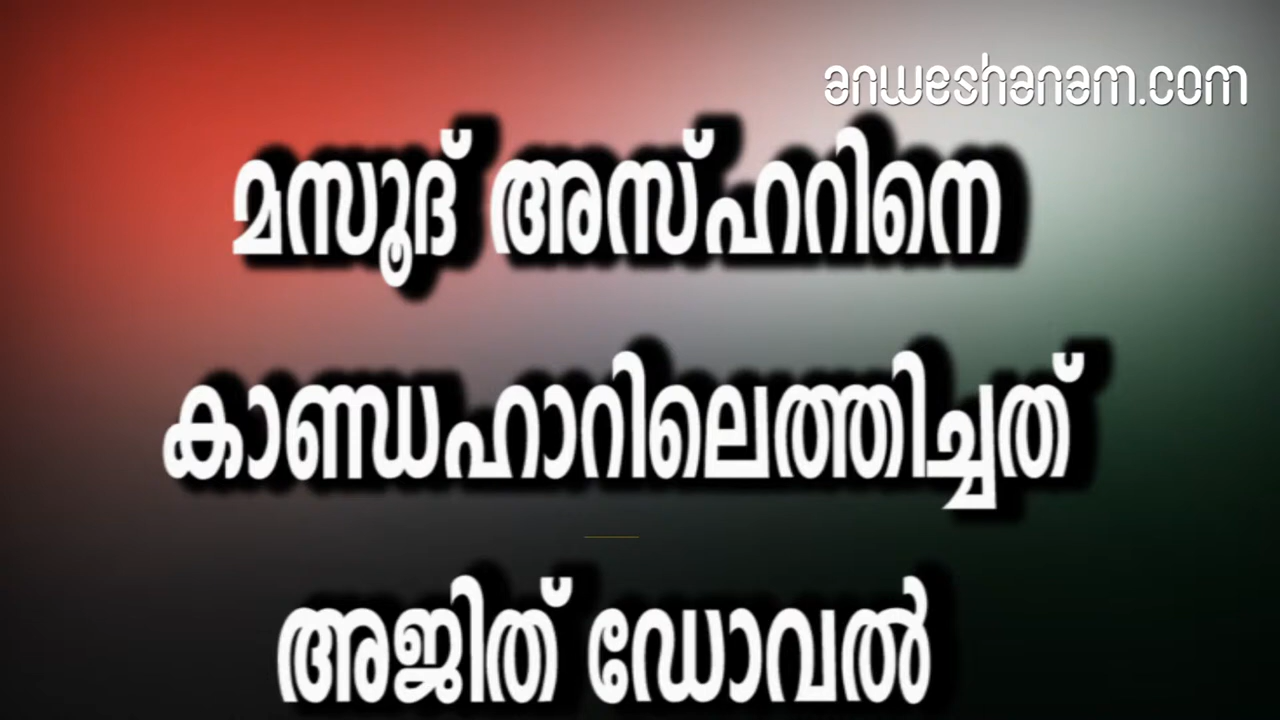 anweshanam.com
മസൂദ് അസ്ഹറിനെ
കാണ്ഡഹാറിലെത്തിച്ചത്
അജിത് ഡോവൽ